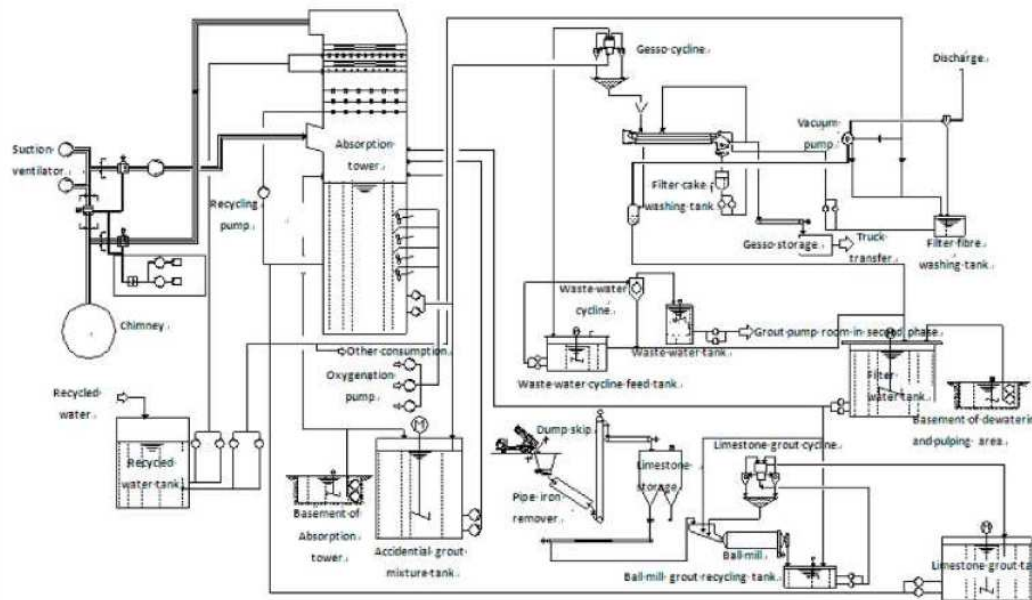 Gesso cycline
Discharge
Suction
ventilator
Absorption
tower
Vacuum
pump
Filter cake
washing tank
Recycling
pump
Gesso storage
Truck
transfer
Filter fibre
washing tank
Waste water
cycline
Chimney
Grout pump room in second phase
Other consumption
Waste water tank
Oxygenation
pump
Waste water cycline feed tank
Filter
water tank
Recycled
water
M
Basement of dewaterin
and pulping area
Dump skip
Limestone grout cycline
Recycled
water tank
Limestone
storage
Pipe iron
remover
Basement of
Absorption
tower
Accidential grout
mixture tank
Ball mill
Ball mill grout recycling tank
M
Limestone grout ta